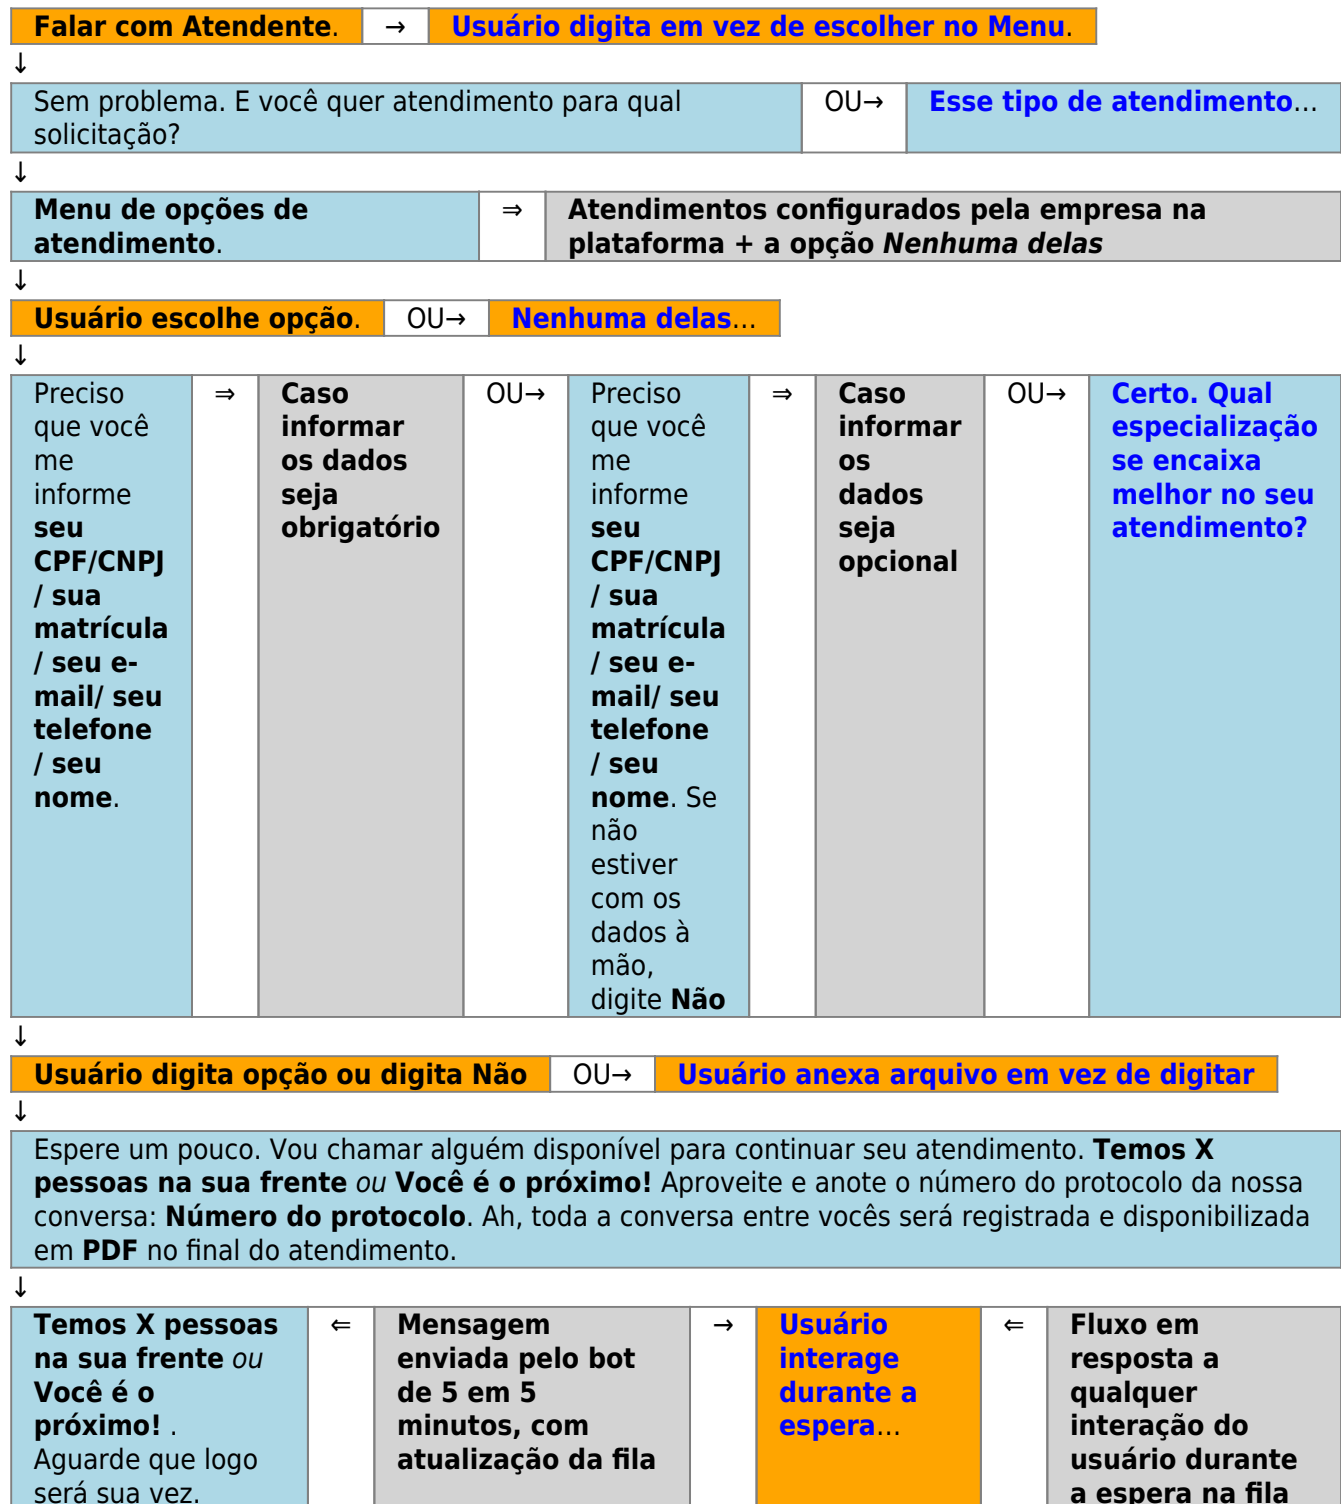 Falar com Atendente. → Usuário digita em vez de escolher no Menu.
↓
Sem problema. E você quer atendimento para qual
solicitação?
OU→
Esse tipo de atendimento...
↓
Menu de opções de
atendimento.
⇒
Atendimentos configurados pela empresa na
plataforma + a opção Nenhuma delas
↓
Usuário escolhe opção. OU→ Nenhuma delas...
↓
Preciso
que você
me
informe
seu
CPF/CNPJ
/ sua
matrícula
/ seu e-
mail/ seu
telefone
/ seu
nome.
⇒
Caso
informar
os dados
seja
obrigatório
OU→
Preciso
que você
me
informe
seu
CPF/CNPJ
/ sua
matrícula
/ seu e-
mail/ seu
telefone
/ seu
nome. Se
não
estiver
com os
dados à
mão,
digite Não
⇒
Caso
informar
os
dados
seja
opcional
OU→
Certo. Qual
especialização
se encaixa
melhor no seu
atendimento?
↓
Usuário digita opção ou digita Não OU→ Usuário anexa arquivo em vez de digitar
↓
Espere um pouco. Vou chamar alguém disponível para continuar seu atendimento. Temos X
pessoas na sua frente ou Você é o próximo! Aproveite e anote o número do protocolo da nossa
conversa: Número do protocolo. Ah, toda a conversa entre vocês será registrada e disponibilizada
em PDF no final do atendimento.
↓
Temos X pessoas
na sua frente ou
Você é o
próximo! .
Aguarde que logo
será sua vez.
⇐
Mensagem
enviada pelo bot
de 5 em 5
minutos, com
atualização da fila
→
Usuário
interage
durante a
espera...
⇐
Fluxo em
resposta a
qualquer
interação do
usuário durante
a espera na fila